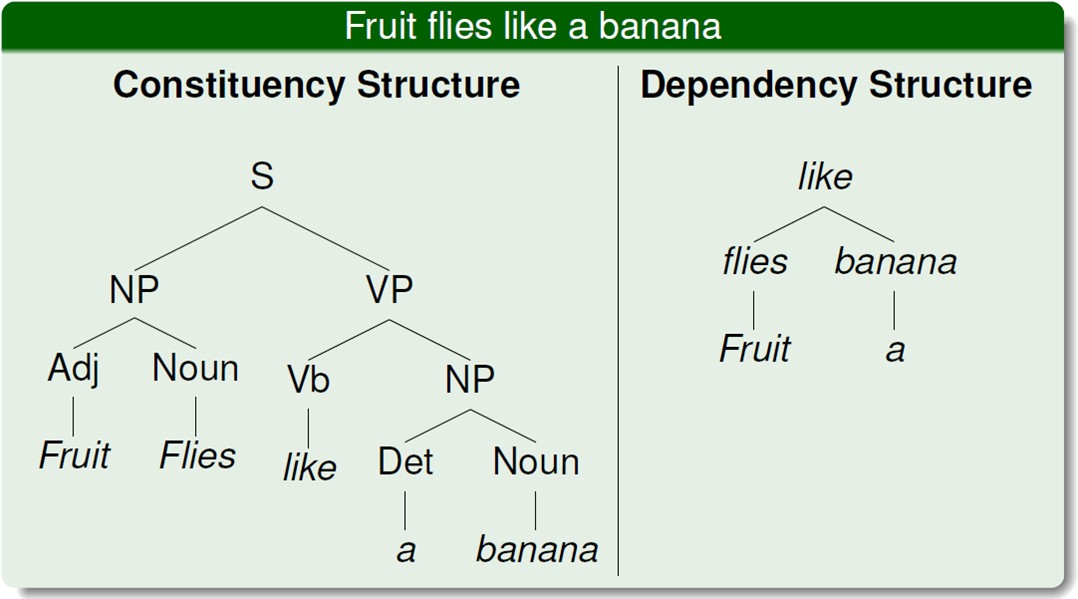 Fruit flies like a banana
Constituency Structure
S
NP VP
Adj Noun Vb NP
Fruit Flies like Det Noun
a banana
Dependency Structure
like
flies banana
Fruit a